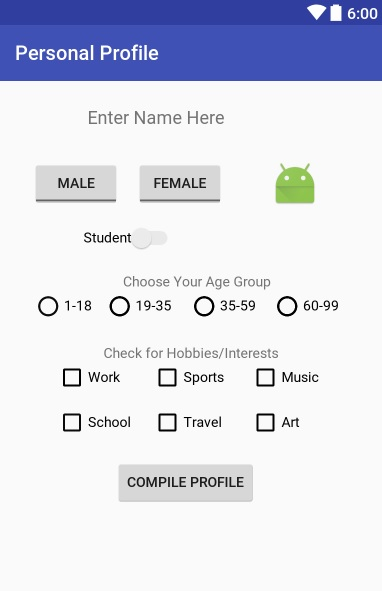 6:00
Personal Profile
Enter Name Here
MALE FEMALE
Student
Choose Your Age Group
1-18 19-35 35-59 60-99
Check for Hobbies/Interests
Work Sports Music
School Travel Art
COMPILE PROFILE